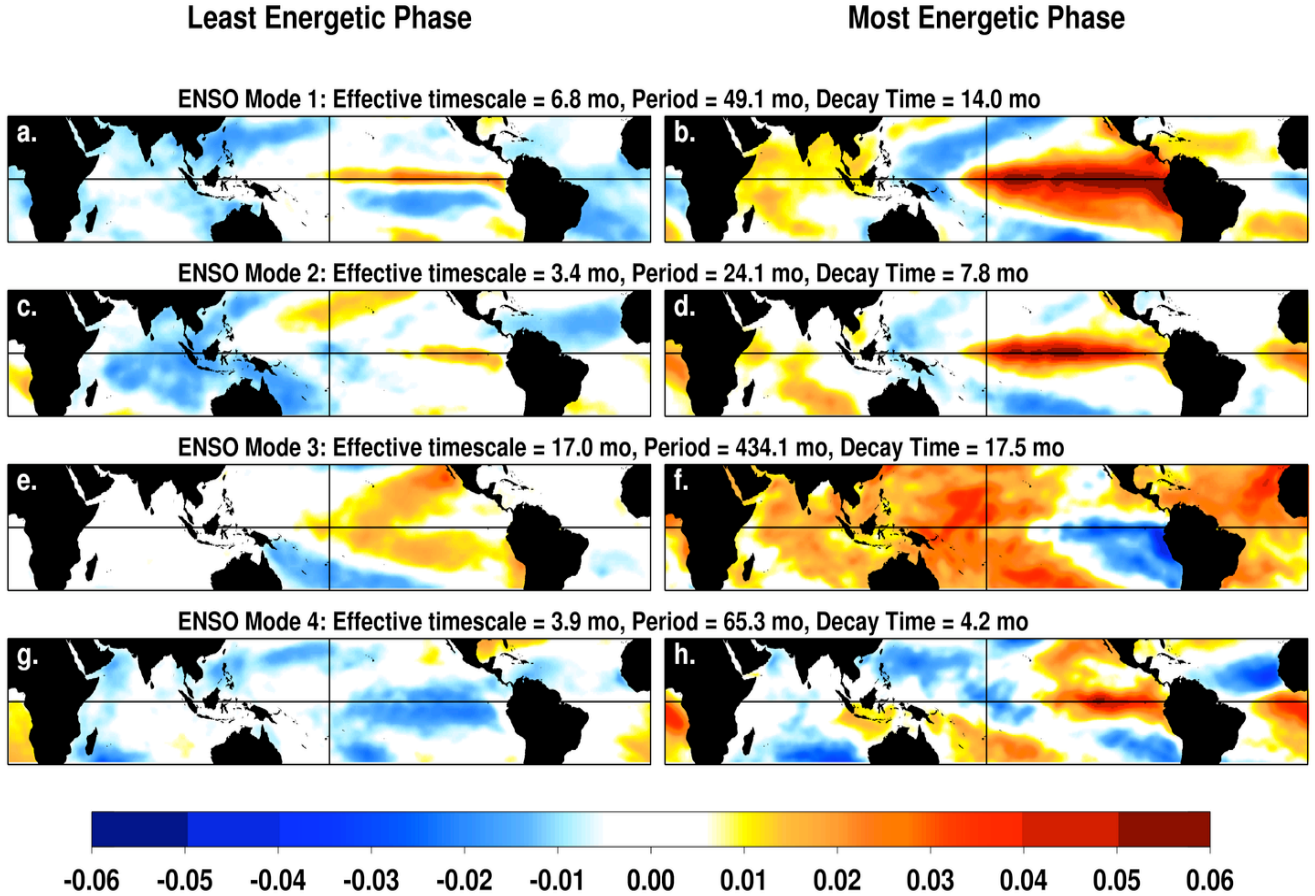 Least Energetic Phase Most Energetic Phase
ENSO Mode 1: Effective timescale = 6.8 mo, Period = 49.1 mo, Decay Time = 14.0 mo
a. b.
ENSO Mode 2: Effective timescale = 3.4 mo, Period = 24.1 mo, Decay Time = 7.8 mo
c. d.
ENSO Mode 3: Effective timescale = 17.0 mo, Period = 434.1 mo, Decay Time = 17.5 mo
e. f.
ENSO Mode 4: Effective timescale = 3.9 mo, Period = 65.3 mo, Decay Time = 4.2 mo
g. h.
-0.06 -0.05 -0.04 -0.03 -0.02 -0.01 0.00 0.01 0.02 0.03 0.04 0.05 0.06